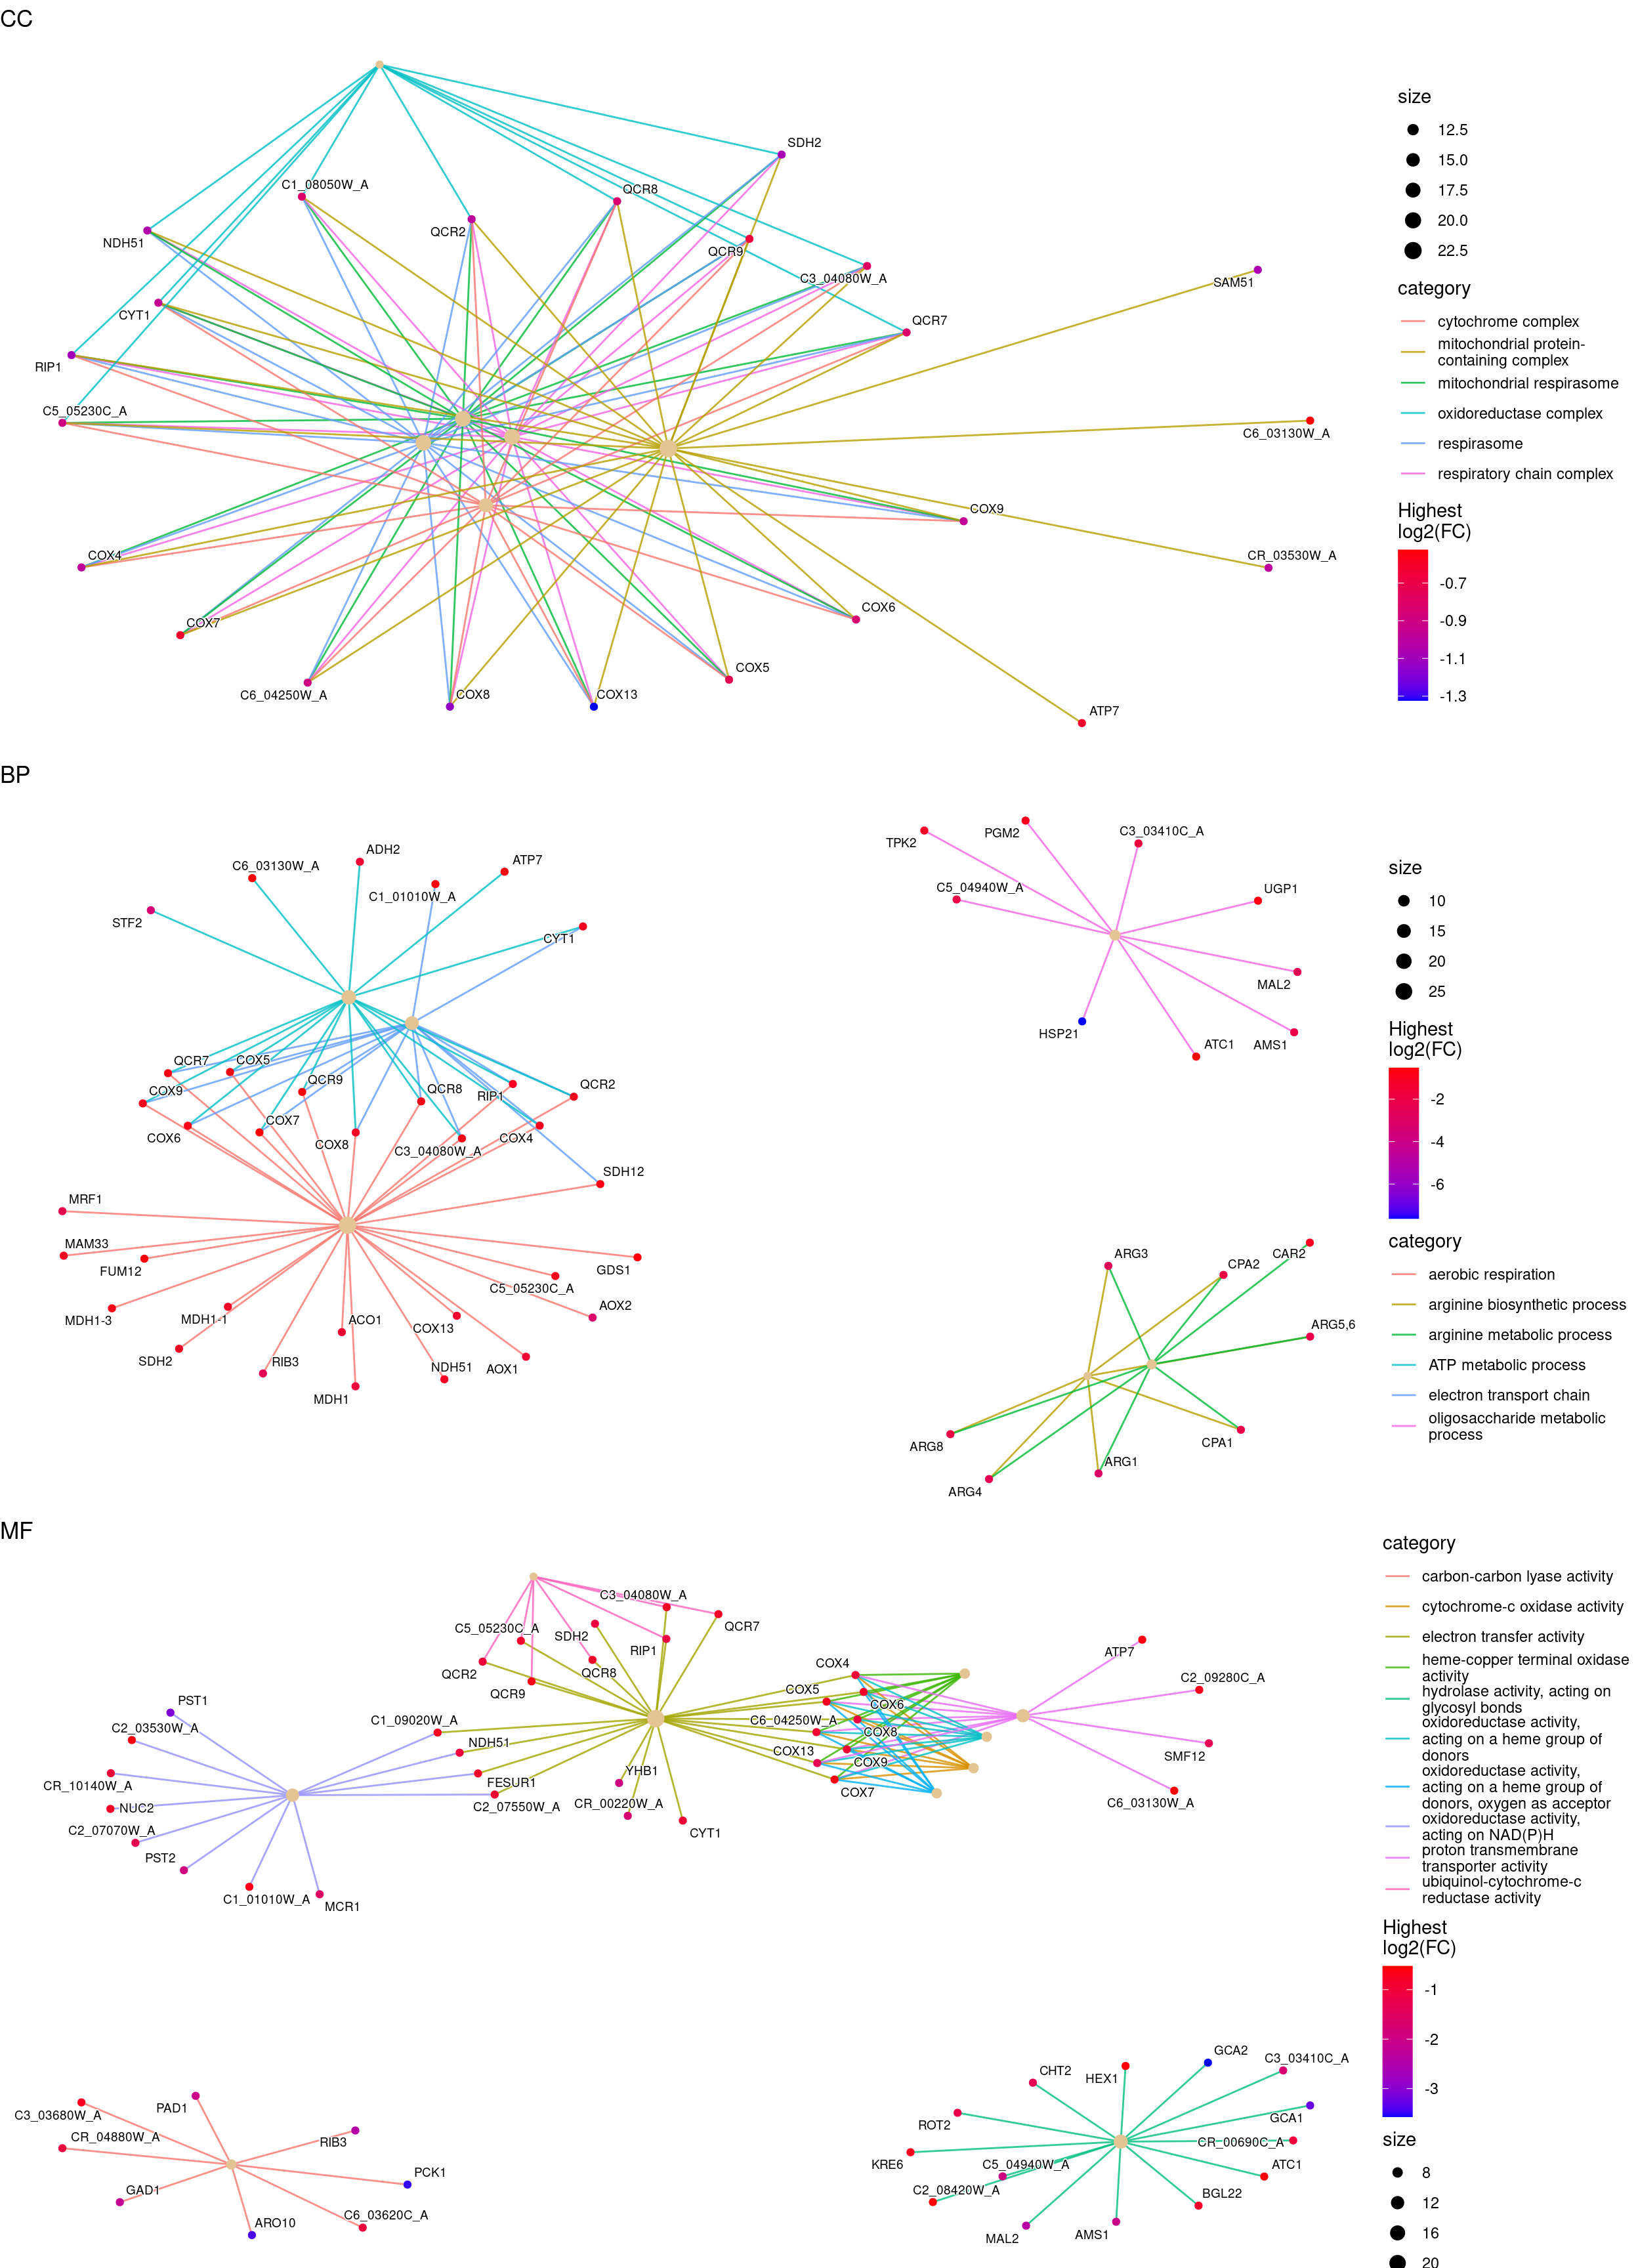 CC
SDH2
C1_08050W_A
QCR8
NDH51
QCR2
QCR9
C3_04080W_A
SAM51
CYT1
QCR7
RIP1
C5_05230C_A
C6_03130W_A
COX9
COX4
CR_03530W_A
COX7
COX6
C6_04250W_A
COX8
COX13
COX5
ATP7
size
12.5
15.0
17.5
20.0
22.5
category
cytochrome complex
mitochondrial protein-
containing complex
mitochondrial respirasome
oxidoreductase complex
respirasome
respiratory chain complex
Highest
log2(FC)
-0.7
-0.9
-1.1
-1.3
BP
C6_03130W_A
ADH2
ATP7
C1_01010W_A
STF2
CYT1
QCR7
COX5
COX9
QCR9
QCR8
RIP1
QCR2
COX6
COX7
COX8
C3_04080W_A
COX4
SDH12
MRF1
MAM33
FUM12
GDS1
C5_05230C_A
MDH1-3
MDH1-1
AOX2
ACO1
COX13
SDH2
RIB3
NDH51
AOX1
MDH1
TPK2
PGM2
C3_03410C_A
C5_04940W_A
UGP1
MAL2
HSP21
ATC1
AMS1
ARG3
CPA2
CAR2
ARG5,6
ARG8
CPA1
ARG1
ARG4
size
10
15
20
25
Highest
log2(FC)
-2
-4
-6
category
aerobic respiration
arginine biosynthetic process
arginine metabolic process
ATP metabolic process
electron transport chain
oligosaccharide metabolic
process
MF
C3_04080W_A
C5_05230C_A
SDH2
RIP1
QCR7
QCR2
QCR8
QCR9
COX4
ATP7
COX5
C2_09280C_A
PST1
COX6
C1_09020W_A
C6_04250W_A
C2_03530W_A
COX8
NDH51
COX13
SMF12
COX9
CR_10140W_A
YHB1
FESUR1
COX7
NUC2
C2_07550W_A
CR_00220W_A
C6_03130W_A
C2_07070W_A
CYT1
PST2
C1_01010W_A
MCR1
C3_03680W_A
PAD1
CR_04880W_A
RIB3
PCK1
GAD1
C6_03620C_A
ARO10
CHT2
HEX1
GCA2
C3_03410C_A
ROT2
GCA1
CR_00690C_A
KRE6
C5_04940W_A
ATC1
C2_08420W_A
BGL22
MAL2
AMS1
category
carbon-carbon lyase activity
cytochrome-c oxidase activity
electron transfer activity
heme-copper terminal oxidase
activity
hydrolase activity, acting on
glycosyl bonds
oxidoreductase activity,
acting on a heme group of
donors
oxidoreductase activity,
acting on a heme group of
donors, oxygen as acceptor
oxidoreductase activity,
acting on NAD(P)H
proton transmembrane
transporter activity
ubiquinol-cytochrome-c
reductase activity
Highest
log2(FC)
-1
-2
-3
size
8
12
16
20